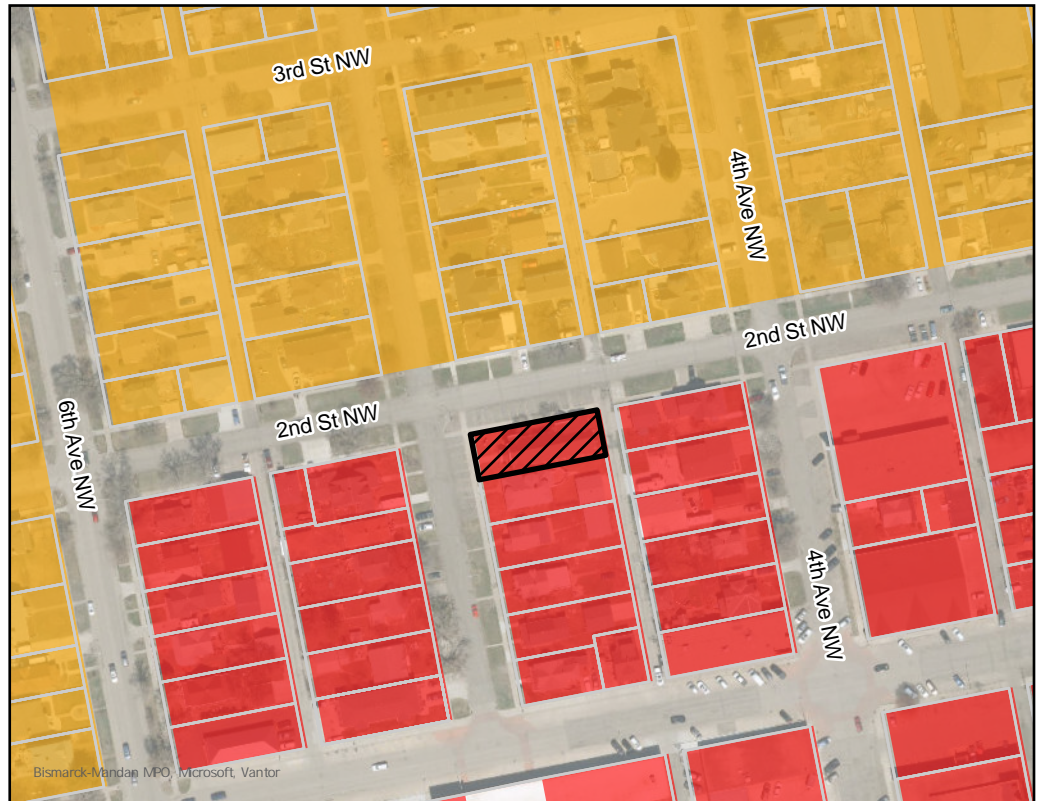 3rd St NW
4th Ave NW
2nd St NW
2nd St NW
6th Ave NW
4th Ave NW
Bismarck-Mandan MPO, Microsoft, Vantor